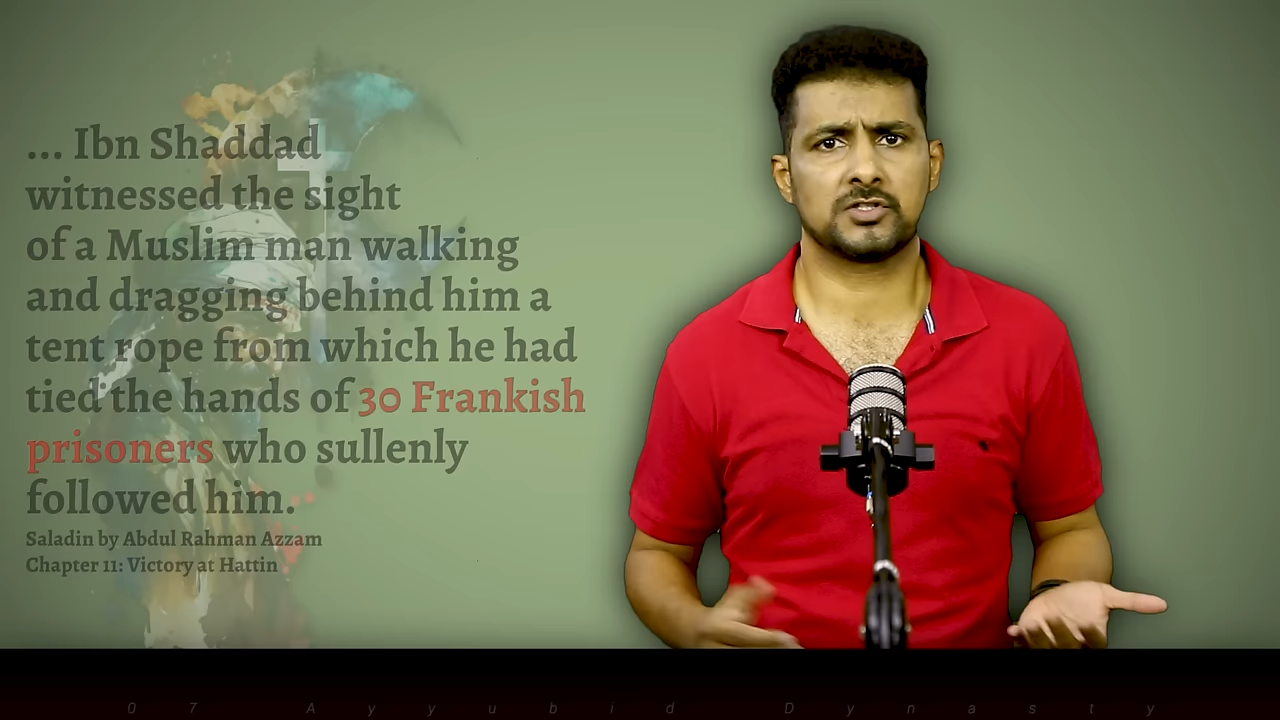 ... Ibn Shaddad
witnessed the sight
of a Muslim man walking
and dragging behind him a
tent rope from which he had
tied the hands of 30 Frankish
prisoners who sullenly
followed him.
Saladin by Abdul Rahman Azzam
Chapter 11: Victory at Hattin
07 Ayyubid Dynasty